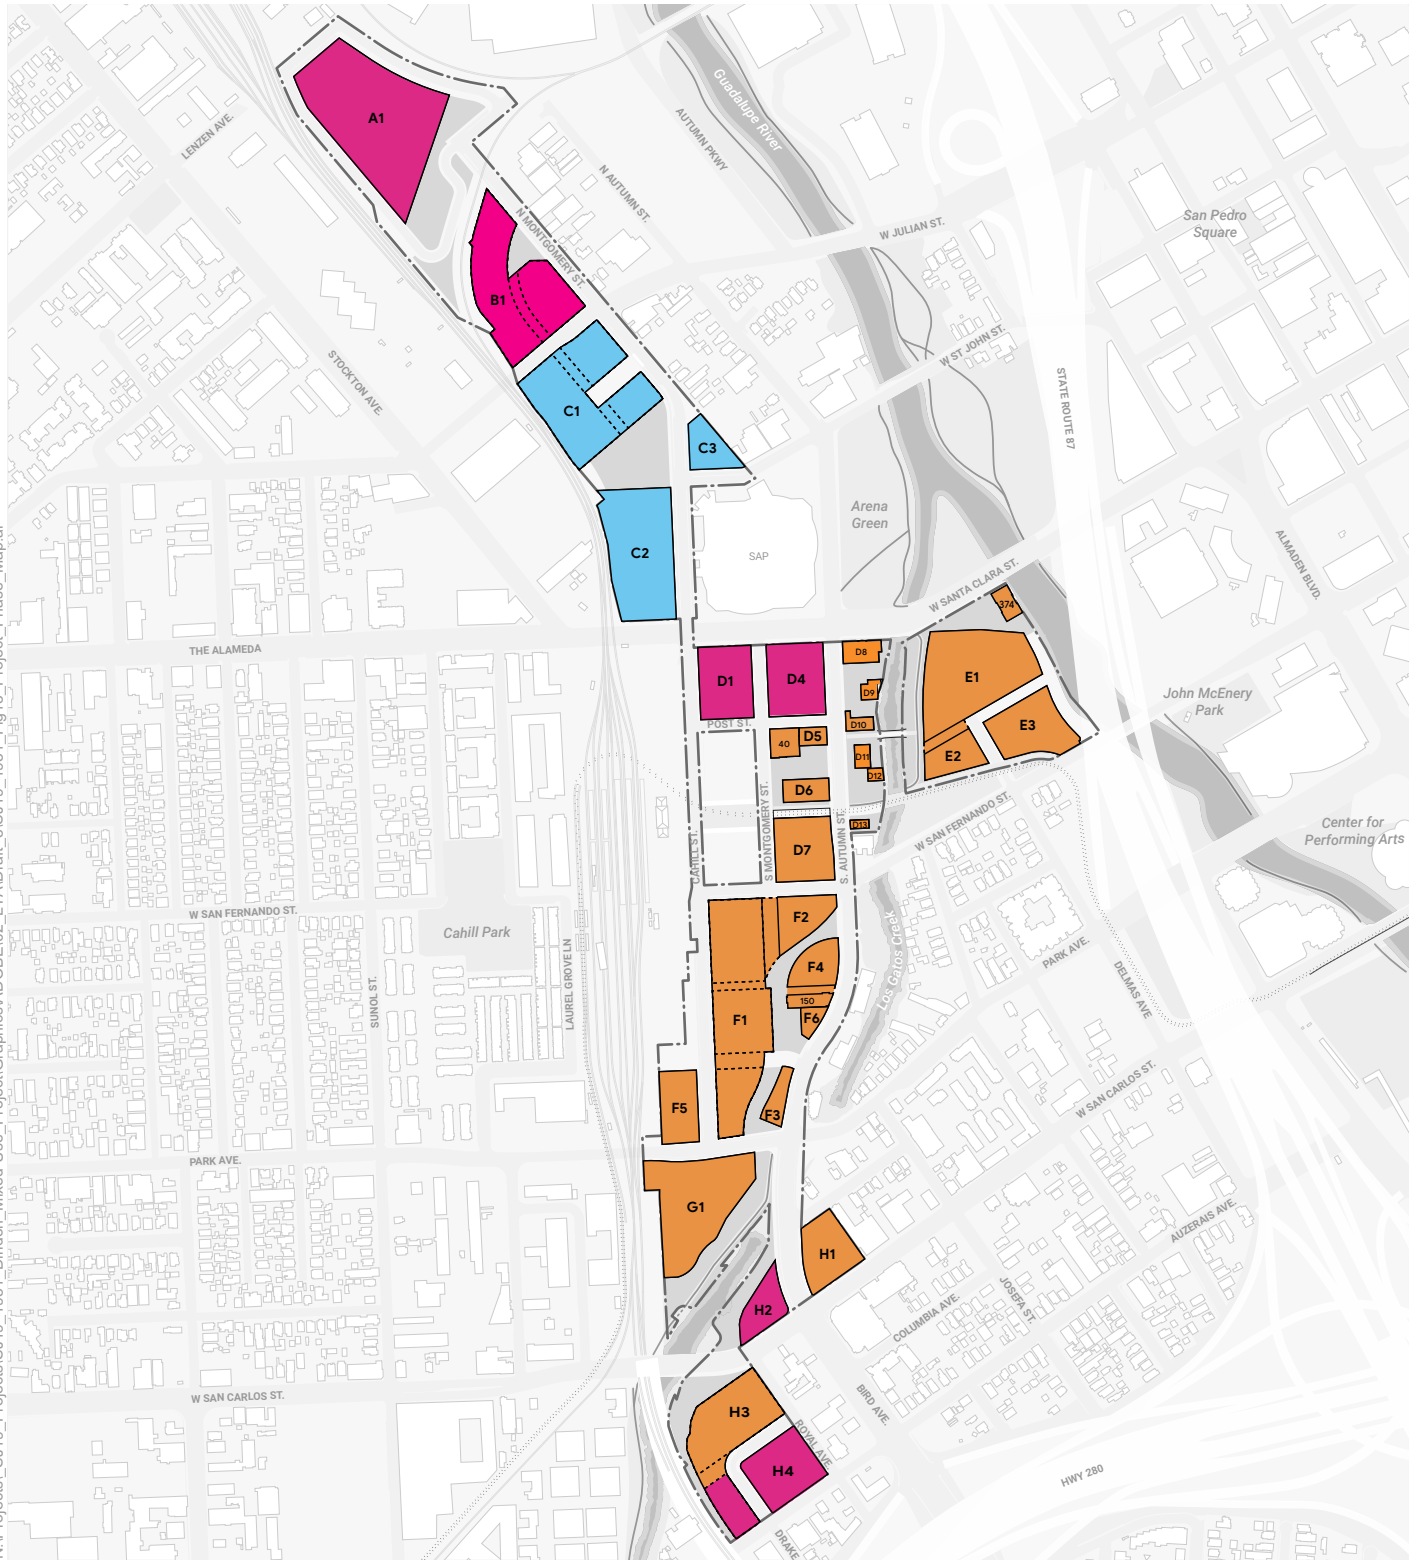 A1
Guadalupe River
AUTUMN PKWY
LENZEN AVE.
N AUTUMN ST.
San Pedro
Square
W JULIAN ST.
N MONTGOMERY ST.
B1
W ST JOHN ST.
STOCKTON AVE
STATE ROUTE 87
C1
C3
Arena
Green
C2
SAP
ALMADEN BLVD.
W SANTA CLARA ST.
374
THE ALAMEDA
D8
D1
D4
E1
D9
John McEnery
Park
POST ST.
D10
E3
40
D5
D11
E2
D12
D6
S MONTGOMERY ST.
S. AUTUMN ST.
CAHILL ST.
D13
W SAN FERNANDO ST.
Center for
Performing Arts
D7
W SAN FERNANDO ST.
F2
Cahill Park
Los Gatos Creek
PARK AVE.
F4
LAUREL GROVE LN
SUNOL ST.
DELMAS AVE
150
F1
F6
W SAN CARLOS ST.
F5
F3
PARK AVE.
G1
AUZERAIS AVE.
H1
JOSEFA ST.
H2
COLUMBIA AVE.
W SAN CARLOS ST.
BIRD AVE.
H3
ROYAL AVE.
H4
HWY 280
DRAKE